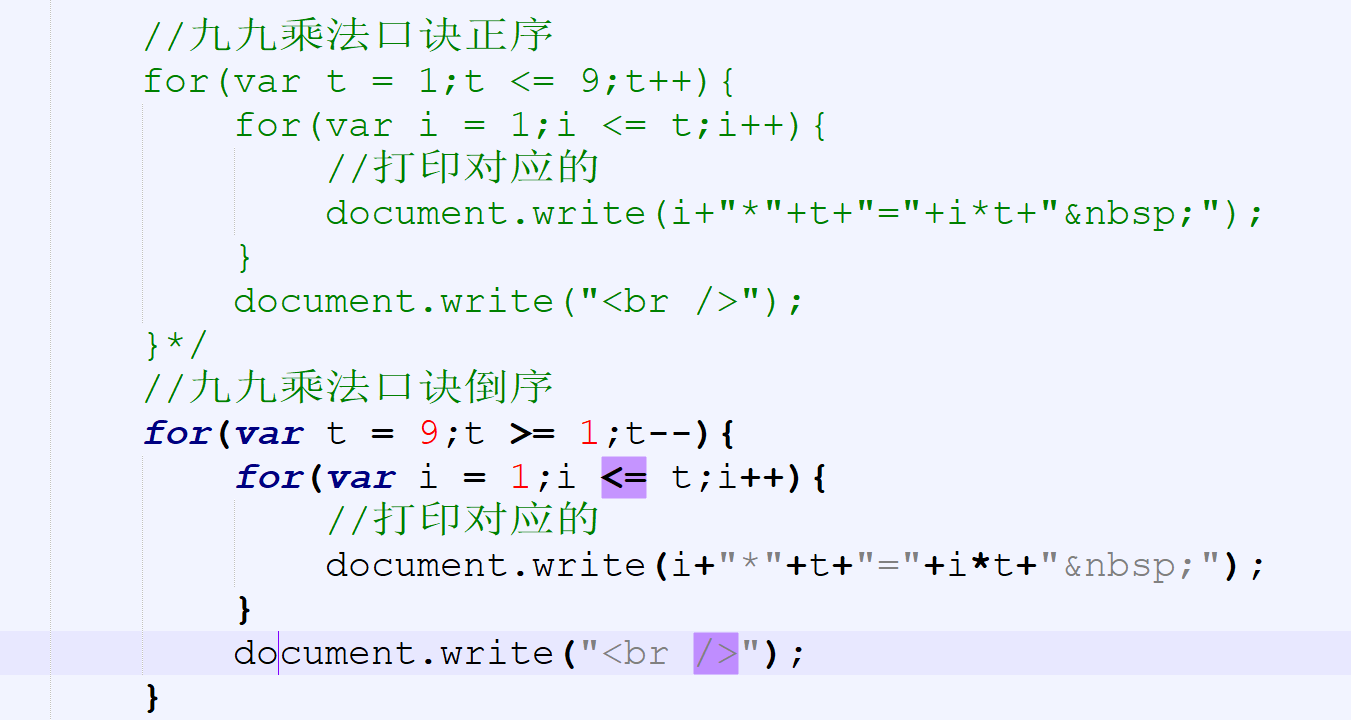 //九九乘法口诀正序
for(var t = 1;t <= 9;t++){
for(var i = 1;i <= t;i++){
//打印对应的
document.write(i+"*"+t+"="+i*t+"&nbsp;");
}
document.write("<br />");
}*/
//九九乘法口诀倒序
for(var t = 9;t >= 1;t--){
for(var i = 1;i <= t;i++){
//打印对应的
document.write(i+"*"+t+"="+i*t+"&nbsp;");
}
document.write("<br />");
}